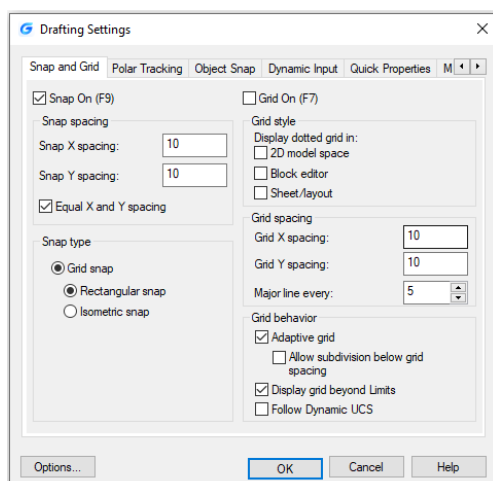 Drafting Settings
Snap and Grid Polar Tracking Object Snap Dynamic Input Quick Properties M
Snap On (F9)
Snap spacing
Snap X spacing: 10
Snap Y spacing: 10
Equal X and Y spacing
Snap type
Grid snap
Rectangular snap
Isometric snap
Grid On (F7)
Grid style
Display dotted grid in:
2D model space
Block editor
Sheet/layout
Grid spacing
Grid X spacing: 10
Grid Y spacing: 10
Major line every: 5
Grid behavior
Adaptive grid
Allow subdivision below grid
spacing
Display grid beyond Limits
Follow Dynamic UCS
Options... OK Cancel Help